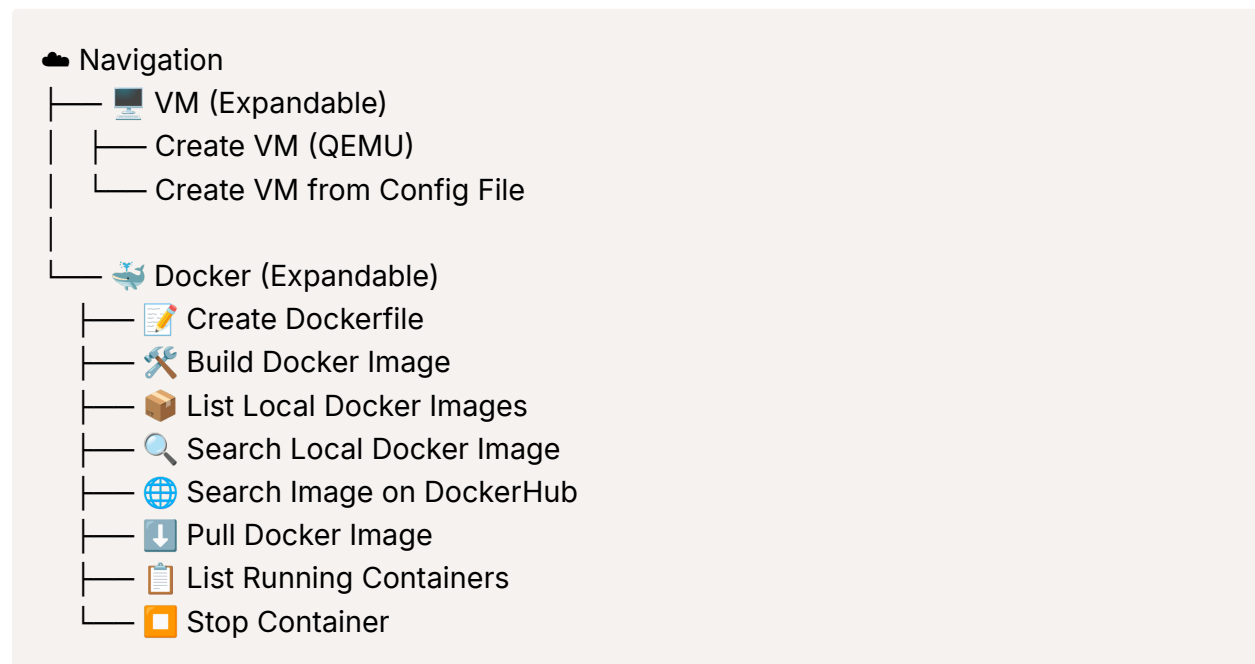 ☁️ Navigation
├── 🖥️ VM (Expandable)
│   ├── Create VM (QEMU)
│   └── Create VM from Config File
│
└── 🐳 Docker (Expandable)
    ├── 📝 Create Dockerfile
    ├── 🛠️ Build Docker Image
    ├── 📦 List Local Docker Images
    ├── 🔍 Search Local Docker Image
    ├── 🌐 Search Image on DockerHub
    ├── ⬇️ Pull Docker Image
    ├── 📋 List Running Containers
    └── ⏹️ Stop Container